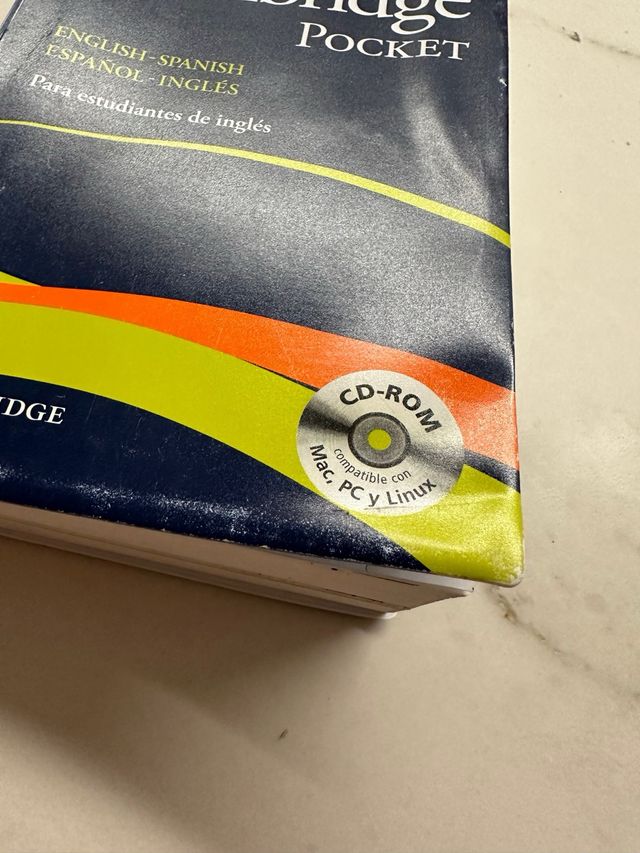 POCKET
ENGLISH - SPANISH
ESPAÑOL - INGLÉS
Para estudiantes de inglés
CD-ROM
compatible con
Mac, PC y Linux